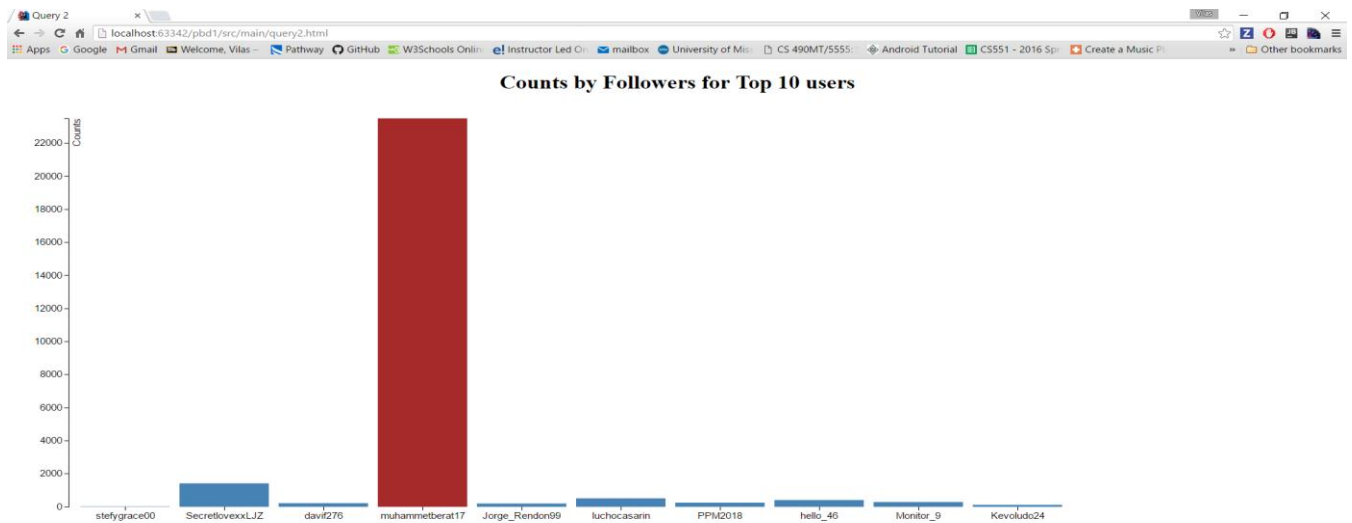 Query 2
Vilas
localhost:63342/pbd1/src/main/query2.html
Apps Google Gmail Welcome, Vilas – Pathway GitHub W3Schools Onlin Instructor Led On mailbox University of Mis CS 490MT/5555: Android Tutorial CS551 - 2016 Spr Create a Music Pl » Other bookmarks
Counts by Followers for Top 10 users
Counts
22000
20000
18000
16000
14000
12000
10000
8000
6000
4000
2000
0
stefygrace00 SecretlovexxLJZ davif276 muhammetberat17 Jorge_Rendon99 luchocasarin PPM2018 hello_46 Monitor_9 Kevoludo24